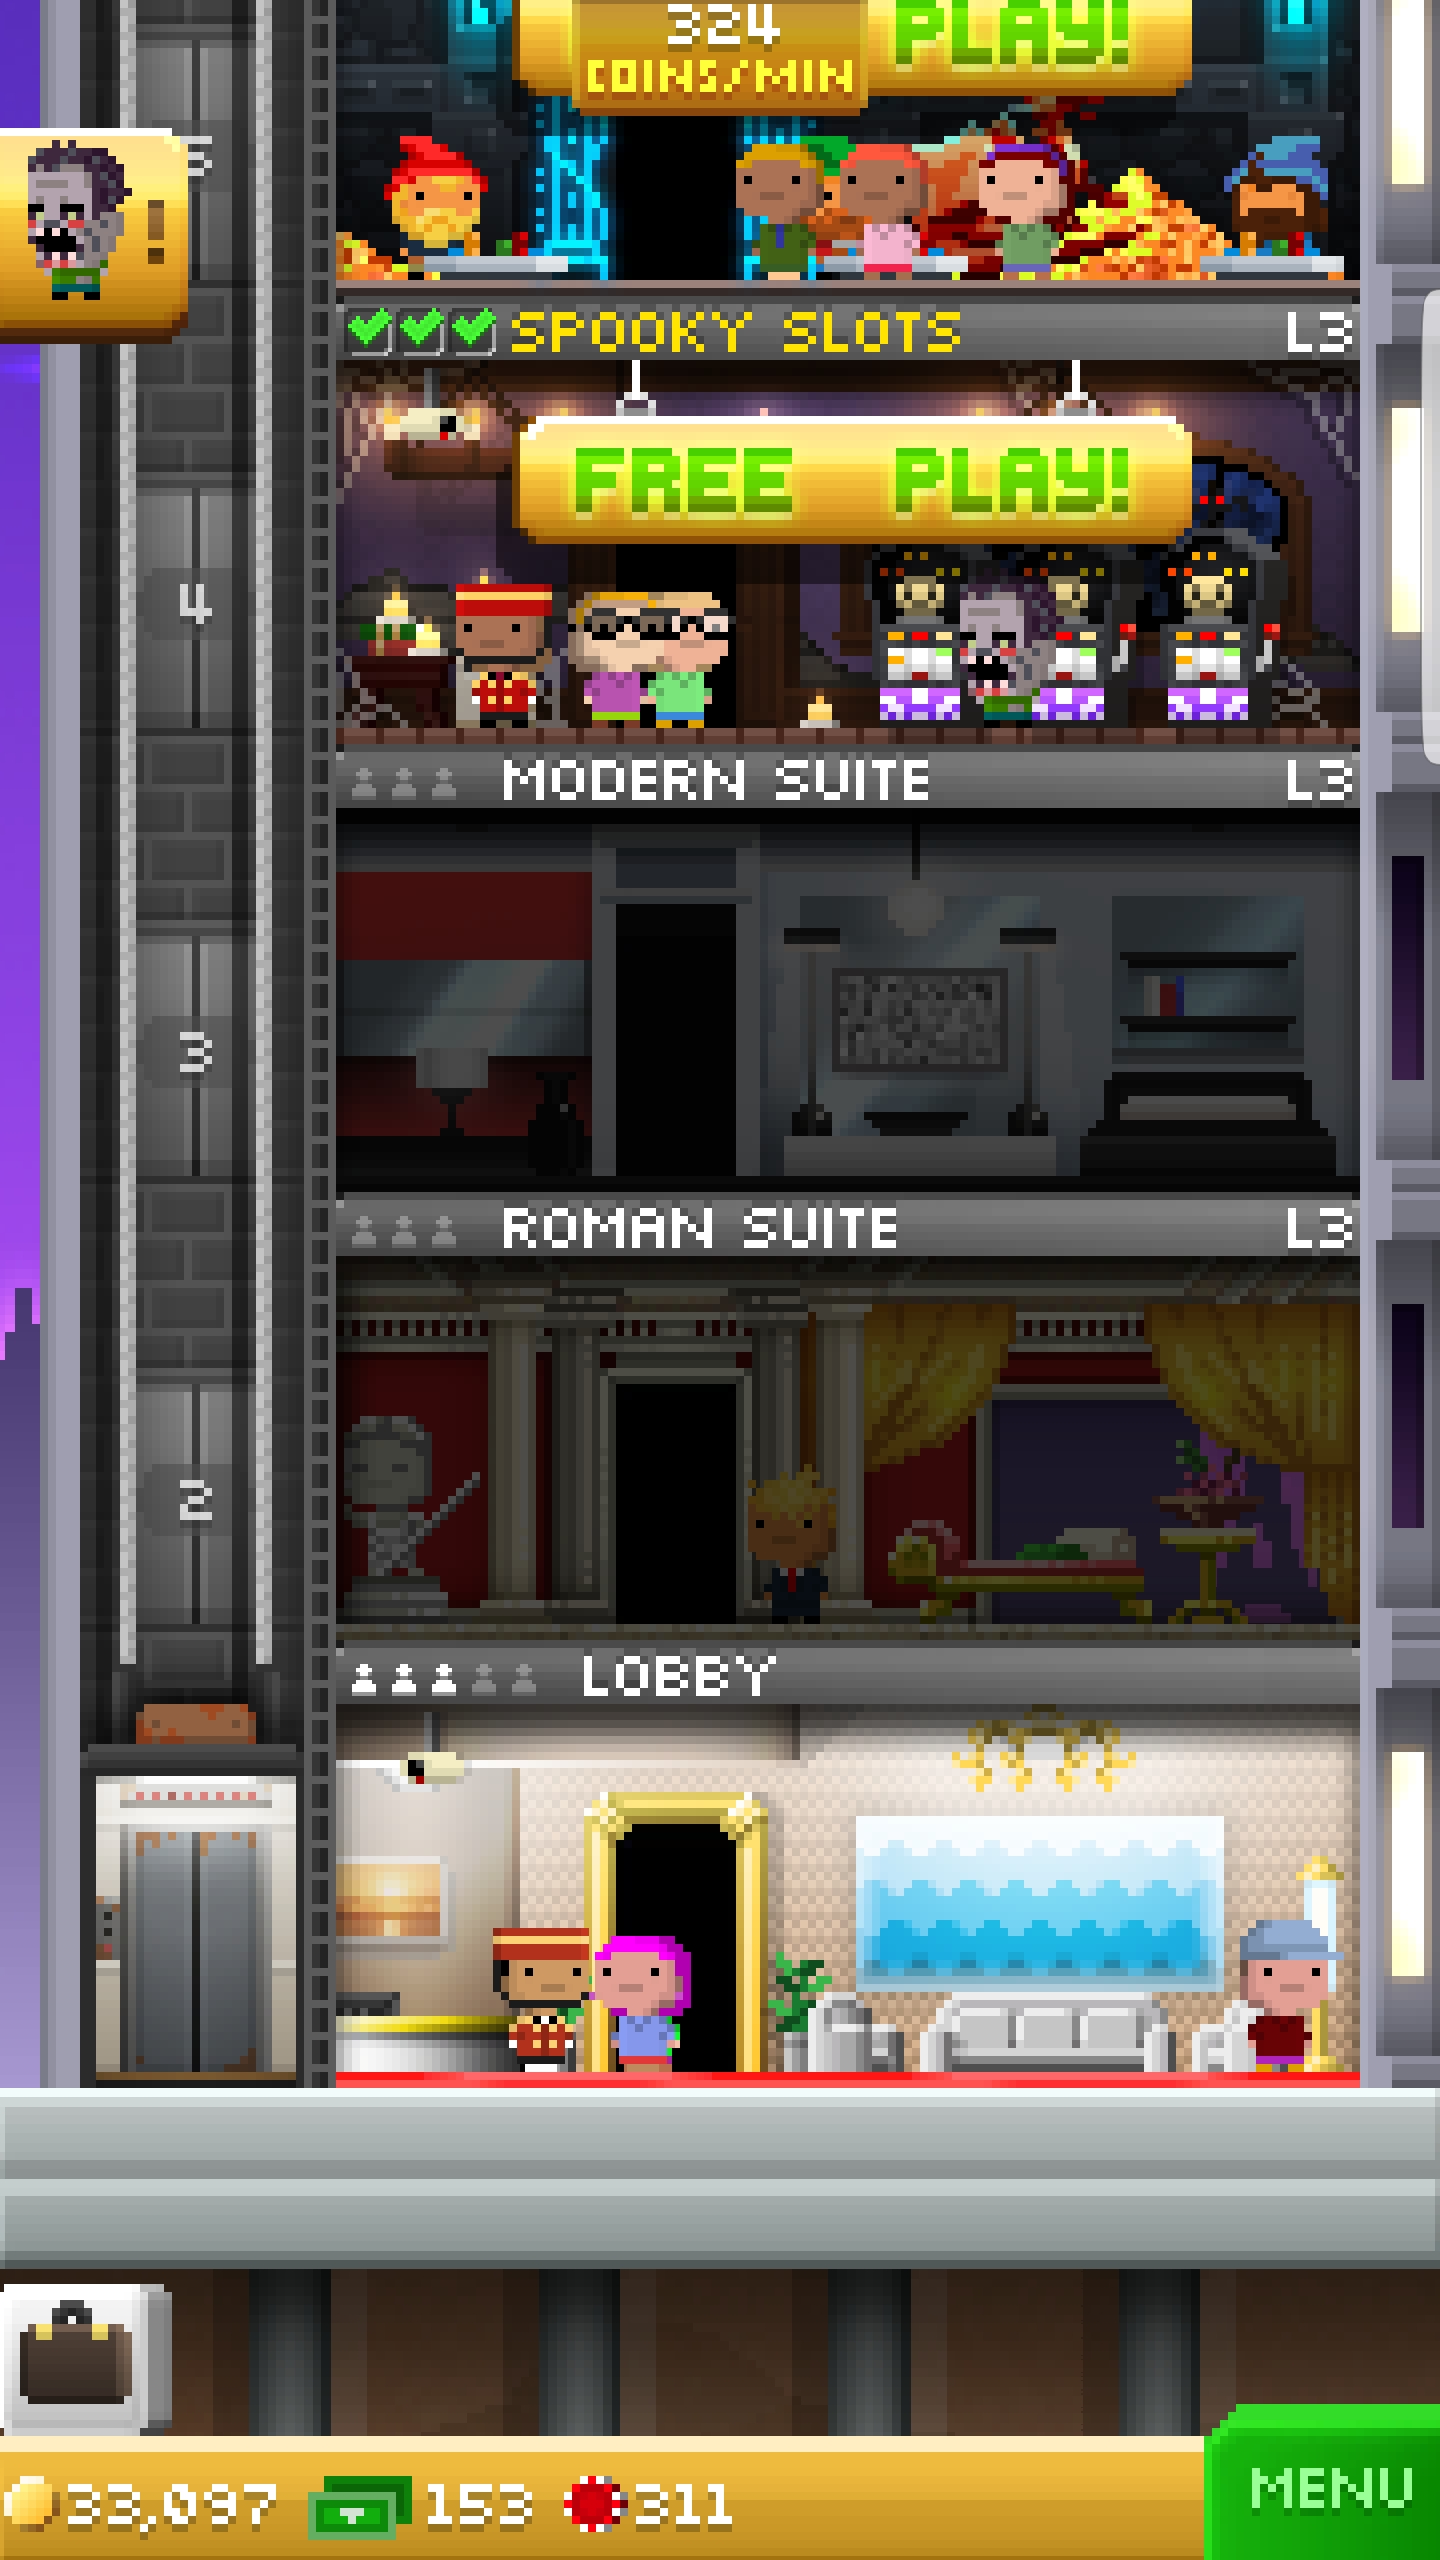 324
COINS/MIN
PLAY!
5
SPOOKY SLOTS L3
FREE PLAY!
4
MODERN SUITE L3
3
ROMAN SUITE L3
2
LOBBY
33,097 153 311
MENU